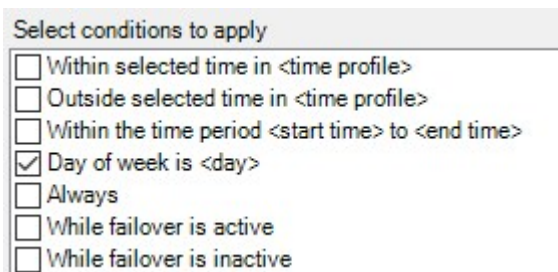 Select conditions to apply
Within selected time in <time profile>
Outside selected time in <time profile>
Within the time period <start time> to <end time>
Day of week is <day>
Always
While failover is active
While failover is inactive